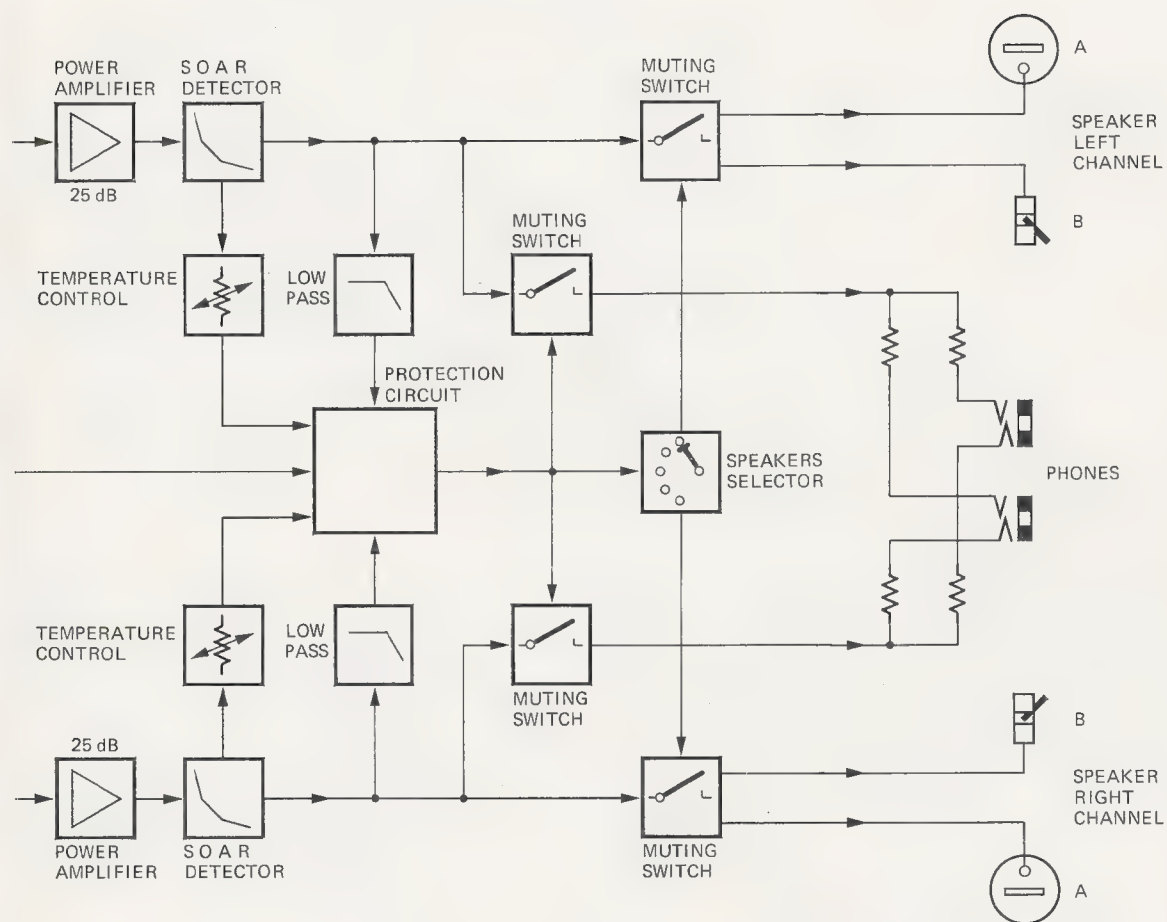 A
POWER
AMPLIFIER
S O A R
DETECTOR
MUTING
SWITCH
SPEAKER
LEFT
CHANNEL
25 dB
B
MUTING
SWITCH
TEMPERATURE
CONTROL
LOW
PASS
PROTECTION
CIRCUIT
SPEAKERS
SELECTOR
PHONES
TEMPERATURE
CONTROL
LOW
PASS
MUTING
SWITCH
B
25 dB
SPEAKER
RIGHT
CHANNEL
POWER
AMPLIFIER
S O A R
DETECTOR
MUTING
SWITCH
A